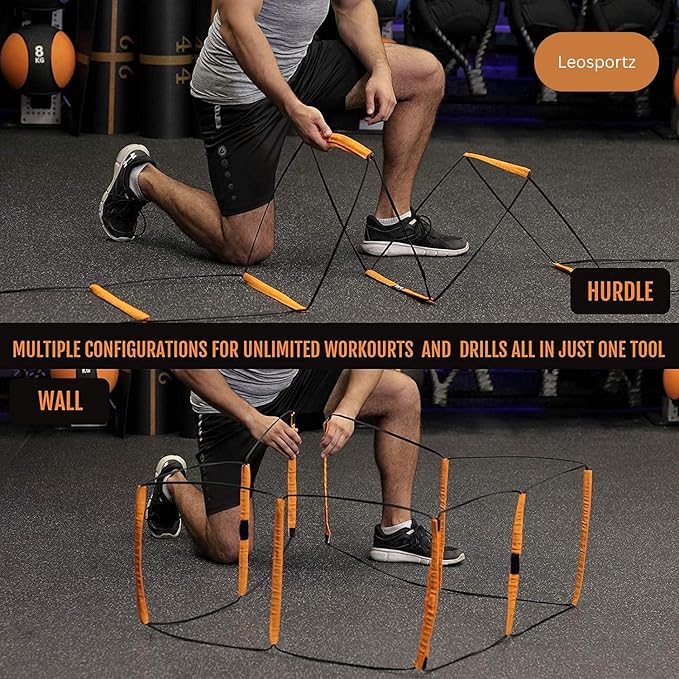 8
KG
Leosportz
HURDLE
MULTIPLE CONFIGURATIONS FOR UNLIMITED WORKOURTS AND DRILLS ALL IN JUST ONE TOOL
WALL